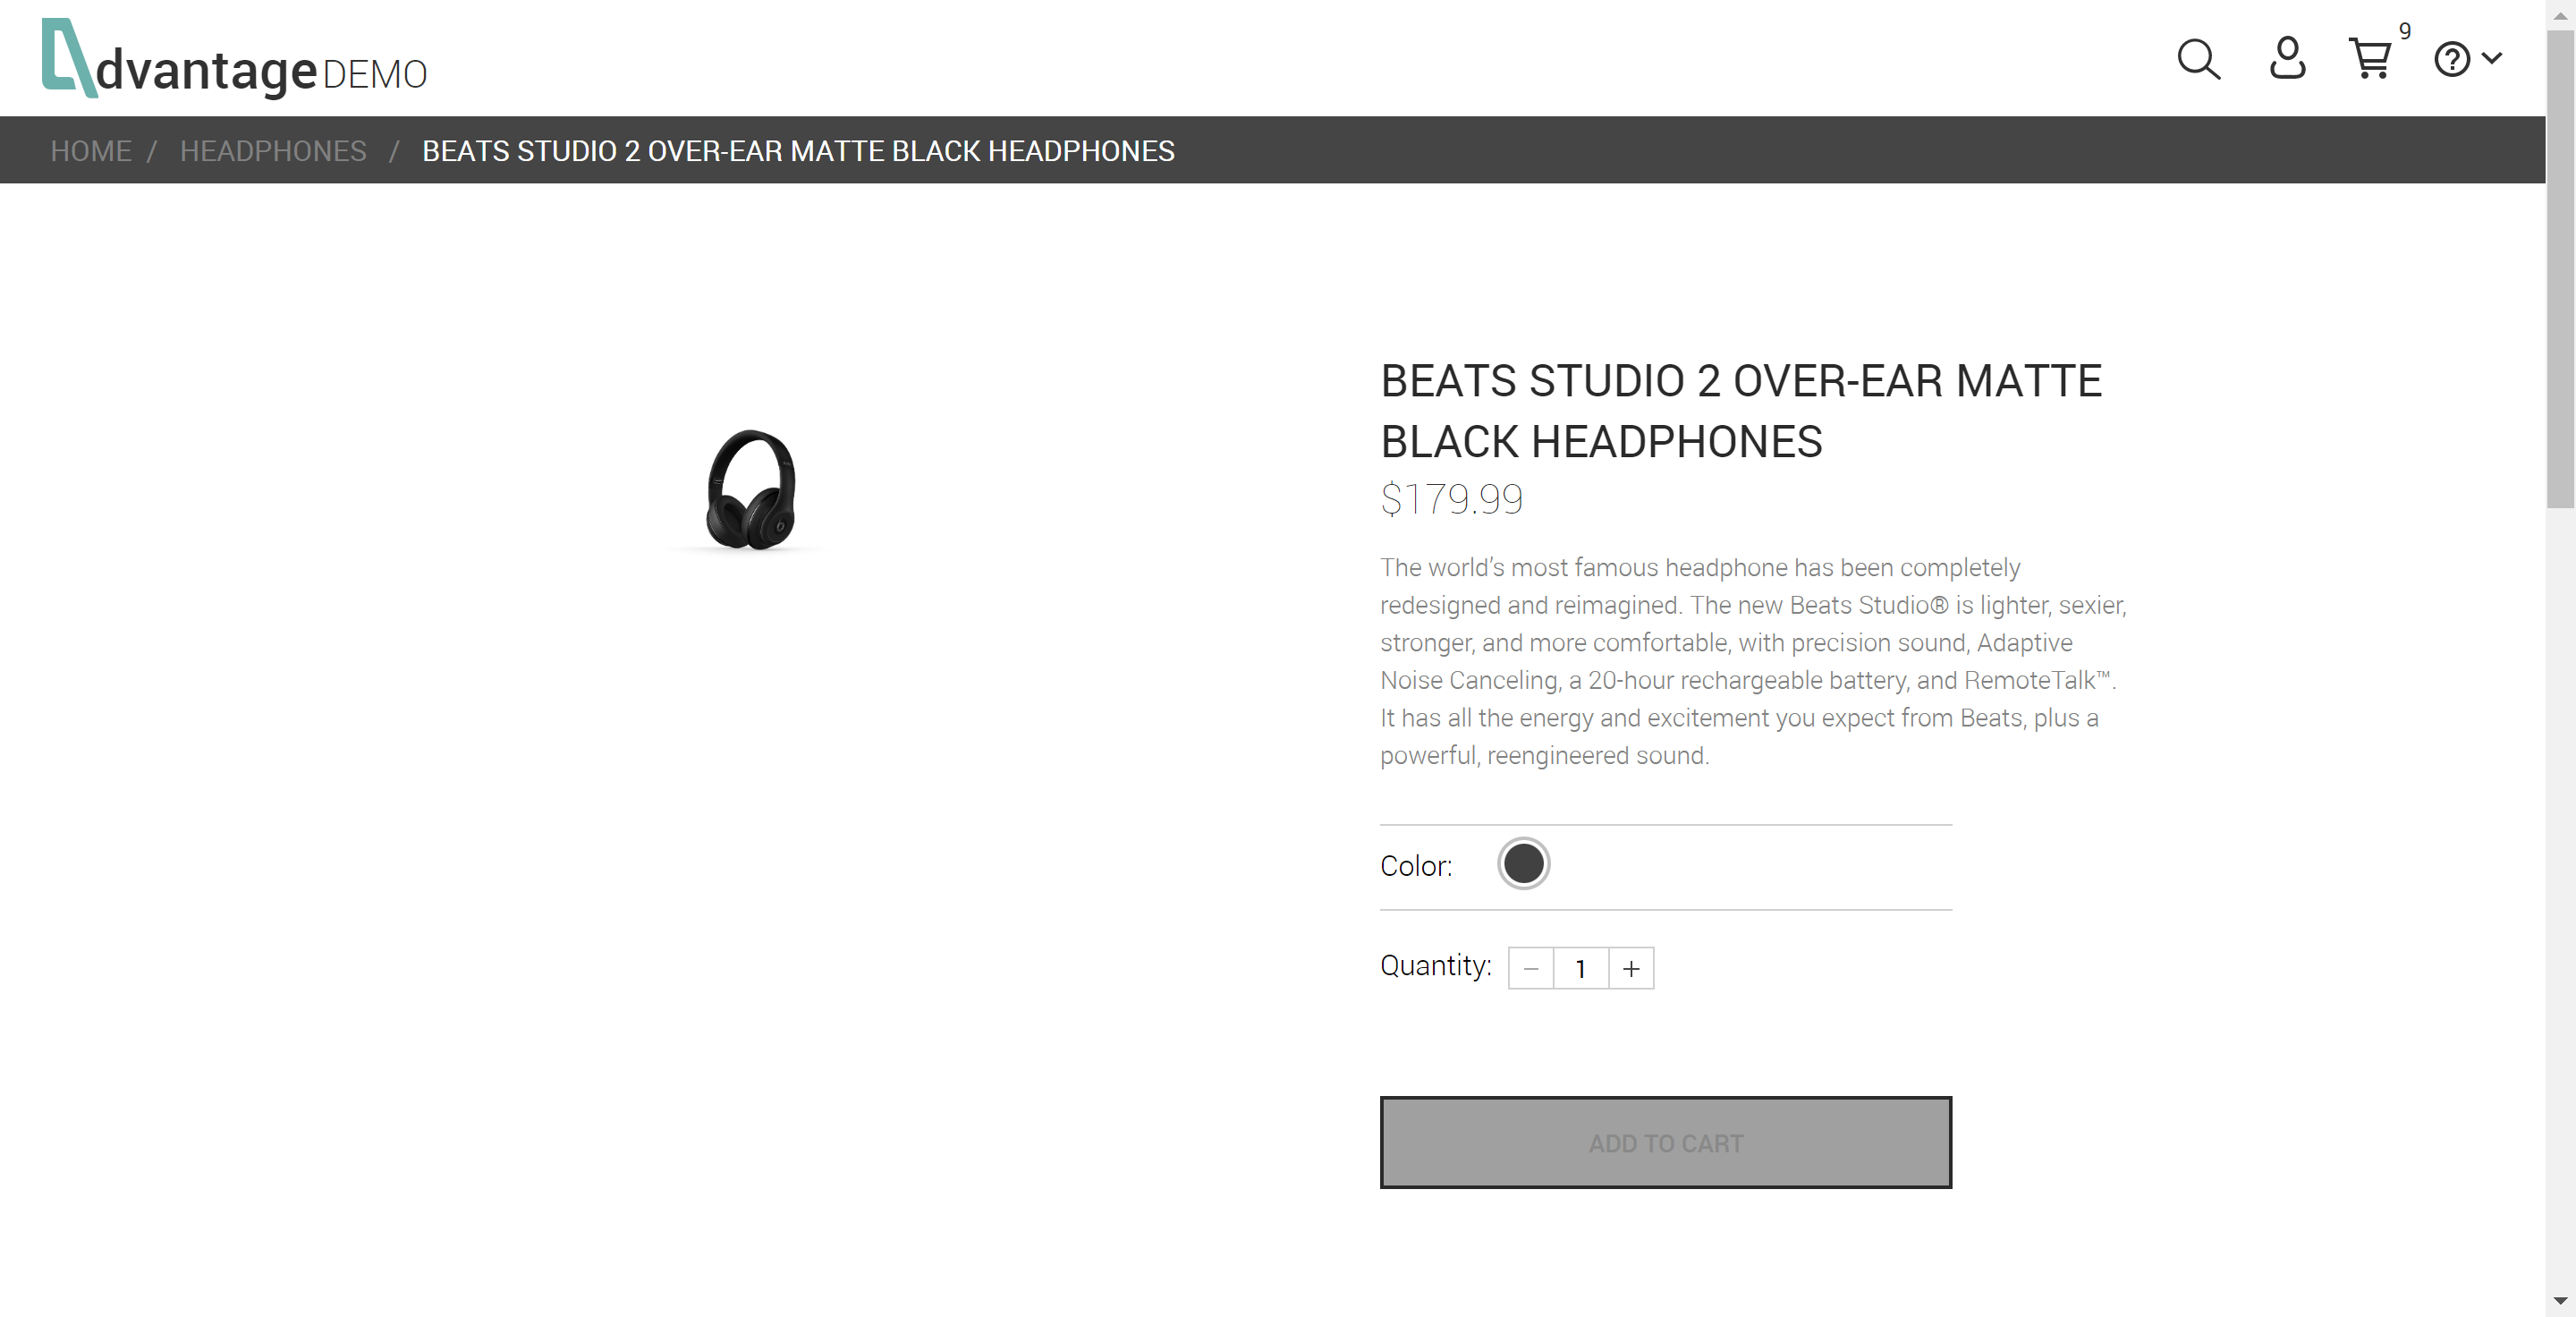 dvantage DEMO
9
HOME / HEADPHONES / BEATS STUDIO 2 OVER-EAR MATTE BLACK HEADPHONES
BEATS STUDIO 2 OVER-EAR MATTE
BLACK HEADPHONES
$179.99
The world’s most famous headphone has been completely
redesigned and reimagined. The new Beats Studio® is lighter, sexier,
stronger, and more comfortable, with precision sound, Adaptive
Noise Canceling, a 20-hour rechargeable battery, and RemoteTalk™.
It has all the energy and excitement you expect from Beats, plus a
powerful, reengineered sound.
Color:
Quantity: − 1 +
ADD TO CART